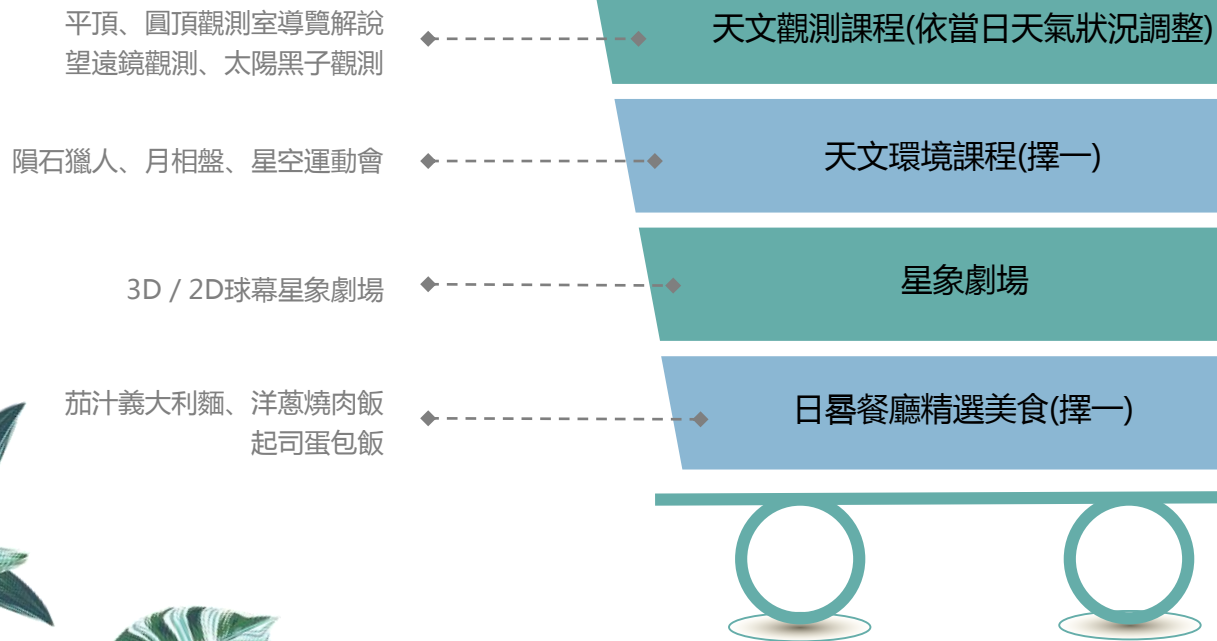 平頂、圓頂觀測室導覽解說
望遠鏡觀測、太陽黑子觀測
天文觀測課程(依當日天氣狀況調整)
隕石獵人、月相盤、星空運動會
天文環境課程(擇一)
3D / 2D球幕星象劇場
星象劇場
茄汁義大利麵、洋蔥燒肉飯
起司蛋包飯
日晷餐廳精選美食(擇一)